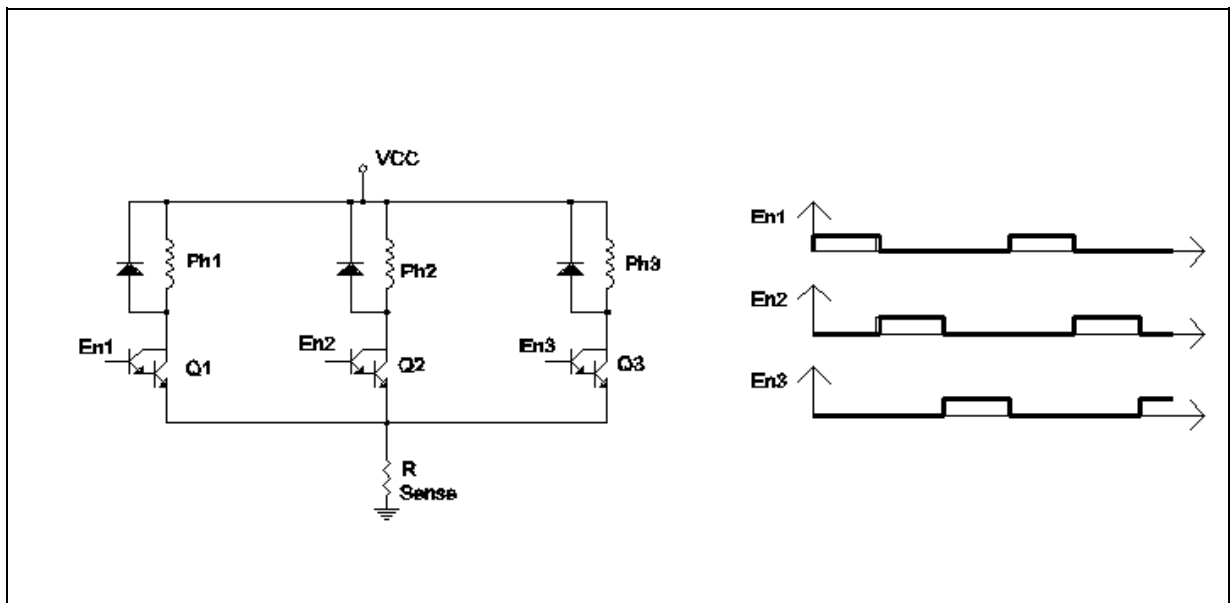 VCC
Ph1
Ph2
Ph3
En1
Q1
En2
Q2
En3
Q3
R
Sense
En1
En2
En3